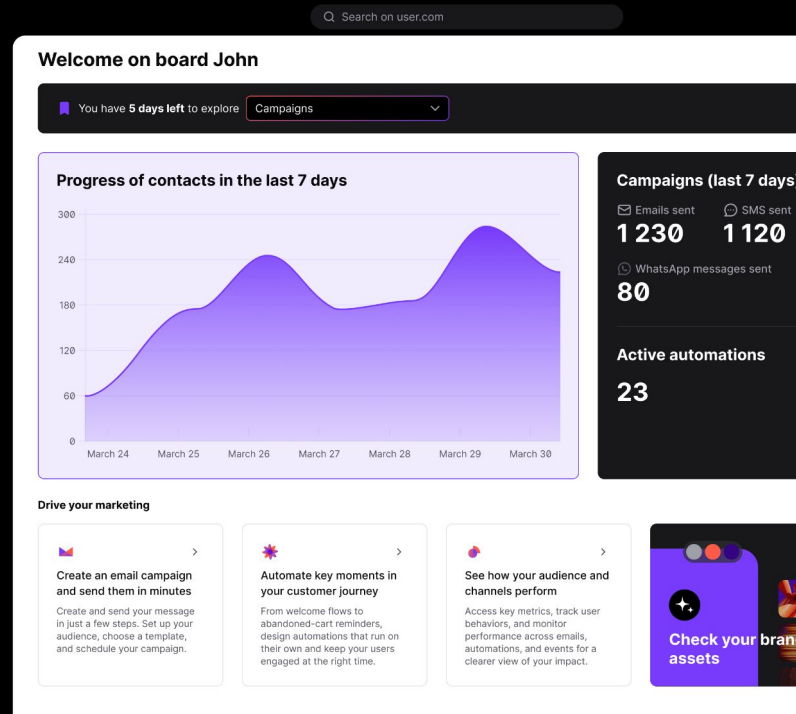 Search on user.com
Welcome on board John
You have 5 days left to explore
Campaigns
Progress of contacts in the last 7 days
300
240
180
120
60
0
March 24
March 25
March 26
March 27
March 28
March 29
March 30
Campaigns (last 7 days
Emails sent
SMS sent
1 230
1 120
WhatsApp messages sent
80
Active automations
23
Drive your marketing
Create an email campaign
and send them in minutes
Create and send your message
in just a few steps. Set up your
audience, choose a template,
and schedule your campaign.
Automate key moments in
your customer journey
From welcome flows to
abandoned-cart reminders,
design automations that run on
their own and keep your users
engaged at the right time.
See how your audience and
channels perform
Access key metrics, track user
behaviors, and monitor
performance across emails,
automations, and events for a
clearer view of your impact.
Check your bran
assets